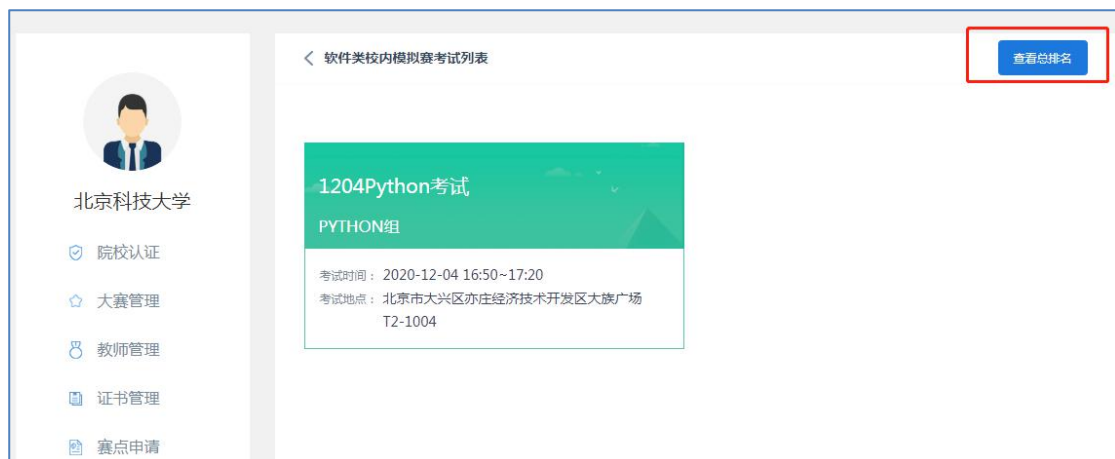 软件类校内模拟赛考试列表
查看总排名
北京科技大学
院校认证
大赛管理
教师管理
证书管理
赛点申请
1204Python考试
PYTHON组
考试时间： 2020-12-04 16:50~17:20
考试地点： 北京市大兴区亦庄经济技术开发区大族广场
T2-1004